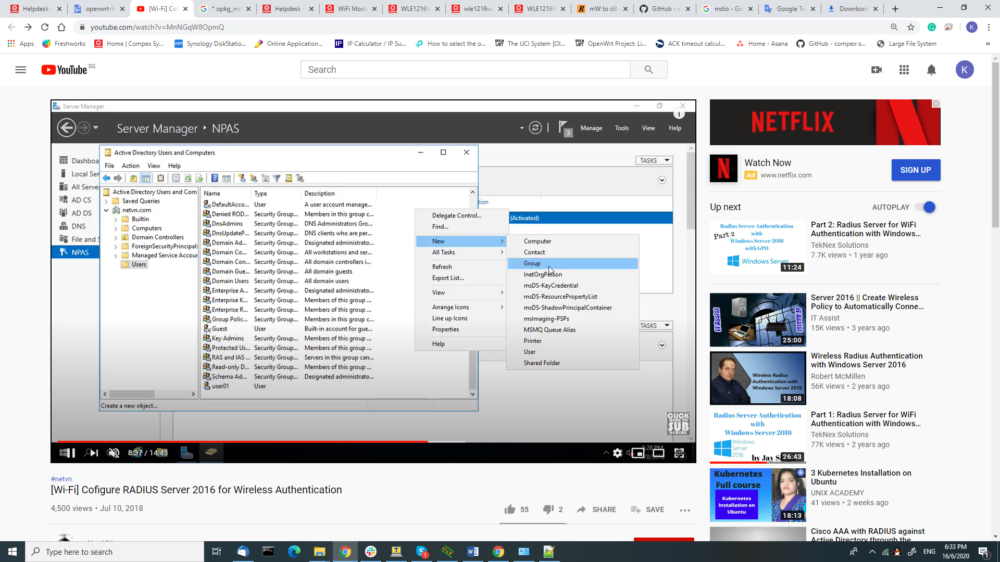 Helpdesk
openwrt-lo
[Wi-Fi] Cof
* opkg_ins
Helpdesk
WiFi Modu
WLE1216V
wle1216vx
WLE1216V
mW to dB
GitHub - c
mdio - Go
Google Tra
Download
youtube.com/watch?v=MnNGqW8OpmQ
K
Apps
Freshworks
Home | Compex Sy...
Synology DiskStatio...
Online Application...
IP Calculator / IP Su...
How to select the o...
The UCI System [Ol...
OpenWrt Project: Li...
ACK timeout calcul...
Home - Asana
GitHub - compex-s...
Large File System
YouTube SG
Search
K
Server Manager
Server Manager • NPAS
3
Manage
Tools
View
Help
Dashboa
Local Ser
All Serve
AD CS
AD DS
DNS
File and S
NPAS
Active Directory Users and Computers
File
Action
View
Help
Active Directory Users and Com
Saved Queries
netvn.com
Builtin
Computers
Domain Controllers
ForeignSecurityPrincipals
Managed Service Accour
Users
Name
Type
Description
DefaultAcco... User A user account manage...
Denied ROD... Security Group... Members in this group c...
DnsAdmins Security Group... DNS Administrators Gro...
DnsUpdateP... Security Group... DNS clients who are per...
Domain Ad... Security Group... Designated administrato...
Domain Co... Security Group... All workstations and ser...
Domain Con... Security Group... All domain controllers i...
Domain Gue... Security Group... All domain guests
Domain Users Security Group... All domain users
Enterprise A... Security Group... Designated administrato...
Enterprise K... Security Group... Members of this group ...
Enterprise R... Security Group... Members of this group ...
Group Polic... Security Group... Members in this group c...
Guest User Built-in account for gue...
Key Admins Security Group... Members of this group ...
Protected Us... Security Group... Members of this group ...
RAS and IAS ... Security Group... Servers in this group can...
Read-only D... Security Group... Members of this group ...
Schema Ad... Security Group... Designated administrato...
user01 User
Create a new object...
Delegate Control...
Find...
New
All Tasks
Refresh
Export List...
View
Arrange Icons
Line up Icons
Properties
Help
Computer
Contact
Group
InetOrgPerson
msDS-KeyCredential
msDS-ResourcePropertyList
msDS-ShadowPrincipalContainer
msImaging-PSPs
MSMQ Queue Alias
Printer
User
Shared Folder
TASKS
tion
(Activated)
TASKS
CLICK
HERE TO
SUB
SCRIBE
8:37 / 14:43
5:28 PM
#netvn
[Wi-Fi] Cofigure RADIUS Server 2016 for Wireless Authentication
4,500 views • Jul 10, 2018
55
2
SHARE
SAVE
NETFLIX
Watch Now
Ad www.netflix.com
SIGN UP
Up next
AUTOPLAY
Radius Server Authentication
Part 2
with
Windows Server 2016
with GPO
Windows Server
11:24
Part 2: Radius Server for WiFi
Authentication with Windows...
TekNex Solutions
7.7K views • 1 year ago
IT Assist
IT Assist
25:00
Server 2016 || Create Wireless
Policy to Automatically Conne...
IT Assist
15K views • 3 years ago
Wireless Radius
Authentication with
Windows Server 2016
18:08
Wireless Radius Authentication
with Windows Server 2016
Robert McMillen
56K views • 2 years ago
Radius Server Authetication
with
Windows Server 2016
Windows
Server
2016
26:43
Part 1: Radius Server for WiFi
Authentication with Windows...
TekNex Solutions
77K views • 2 years ago
Kubernetes
Full course
Kubernetes
Installation on
Ubuntu
18:13
3 Kubernetes Installation on
Ubuntu
UNIX ACADEMY
41 views • 2 weeks ago
Cisco AAA with RADIUS against
Active Directory through the
Type here to search
1
ENG
6:33 PM
16/6/2020
1